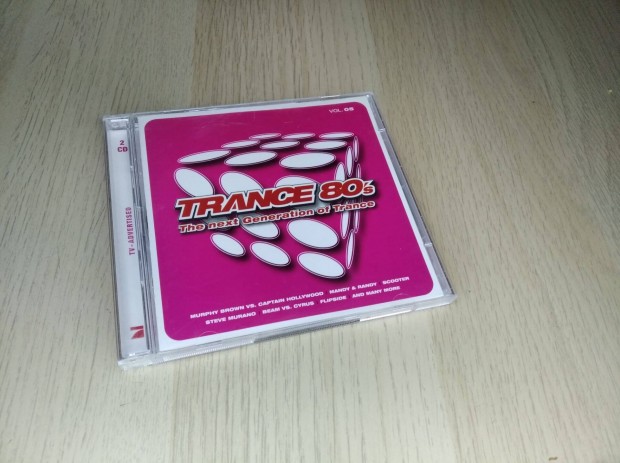 VOL. 05
2 CD
TV-ADVERTISED
TRANCE 80's
The next Generation of Trance
MURPHY BROWN VS. CAPTAIN HOLLYWOOD MANDY & RANDY SCOOTER
STEVE MURANO BEAM VS. CYRUS FLIPSIDE AND MANY MORE